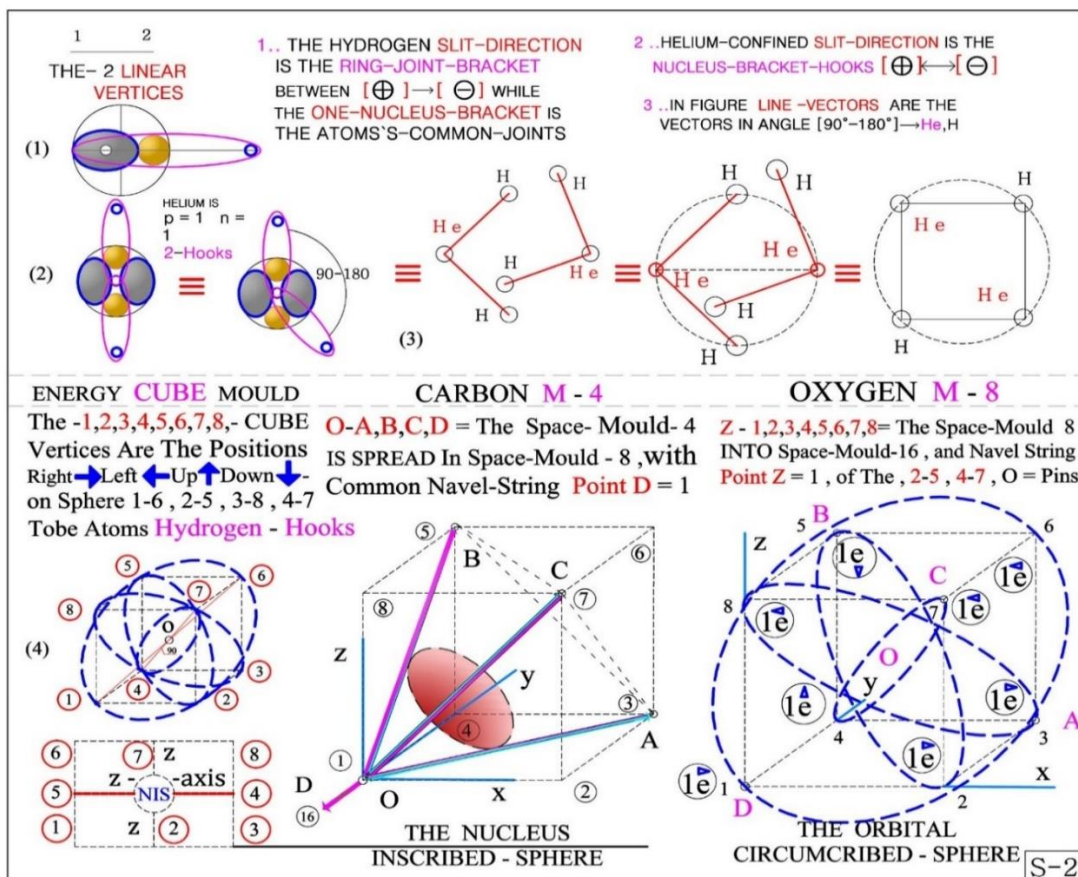 1 2
THE- 2 LINEAR
VERTICES
1.. THE HYDROGEN SLIT-DIRECTION
IS THE RING-JOINT-BRACKET
BETWEEN [⊕]→[⊖] WHILE
THE ONE-NUCLEUS-BRACKET IS
THE ATOMS`S-COMMON-JOINTS
2 ..HELIUM-CONFINED SLIT-DIRECTION IS THE
NUCLEUS-BRACKET-HOOKS [⊕]↔[⊖]
3 ..IN FIGURE LINE -VECTORS ARE THE
VECTORS IN ANGLE [90°-180°]→He,H
(1)
HELIUM IS
p = 1 n =
1
2-Hooks
(2)
≡
90-180
≡
H
H
He
H
He
H
(3)
≡
H
H
He
He
H
H
≡
H
He
He
H
ENERGY CUBE MOULD
CARBON M - 4
OXYGEN M - 8
The -1,2,3,4,5,6,7,8,- CUBE
Vertices Are The Positions
Right➡Left⬅Up⬆Down⬇-
on Sphere 1-6 , 2-5 , 3-8 , 4-7
Tobe Atoms Hydrogen - Hooks
O-A,B,C,D = The Space- Mould- 4
IS SPREAD In Space-Mould - 8 ,with
Common Navel-String Point D = 1
Z - 1,2,3,4,5,6,7,8= The Space-Mould 8
INTO Space-Mould-16 , and Navel String
Point Z = 1 , of The , 2-5 , 4-7 , O = Pins
(4)
5
7
6
8
O
90
4
3
1
2
6
7
z
8
5
z-
-axis
NIS
4
1
z
2
3
5
B
6
C
8
7
z
y
3
4
A
1
D
O
x
2
16
THE NUCLEUS
INSCRIBED - SPHERE
5
B
6
z
1e
1e
C
8
1e
7
1e
O
1e
y
1e
A
4
3
1e
1e
1
x
D
2
THE ORBITAL
CIRCUMCRIBED - SPHERE
S-2